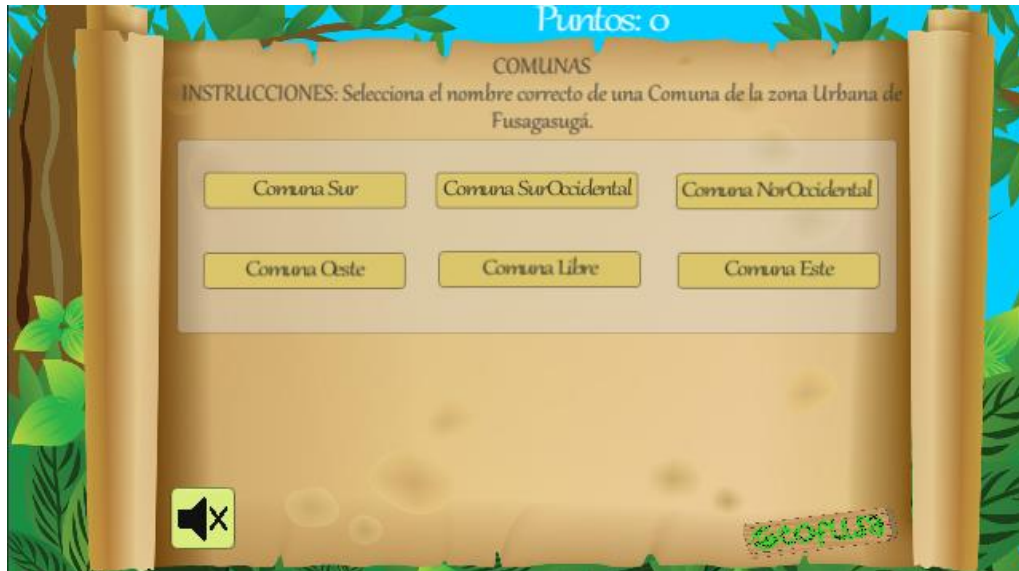 Puntos: 0
COMUNAS
INSTRUCCIONES: Selecciona el nombre correcto de una Comuna de la zona Urbana de
Fusagasugá.
Comuna Sur
Comuna SurOccidental
Comuna NorOccidental
Comuna Oeste
Comuna Libre
Comuna Este